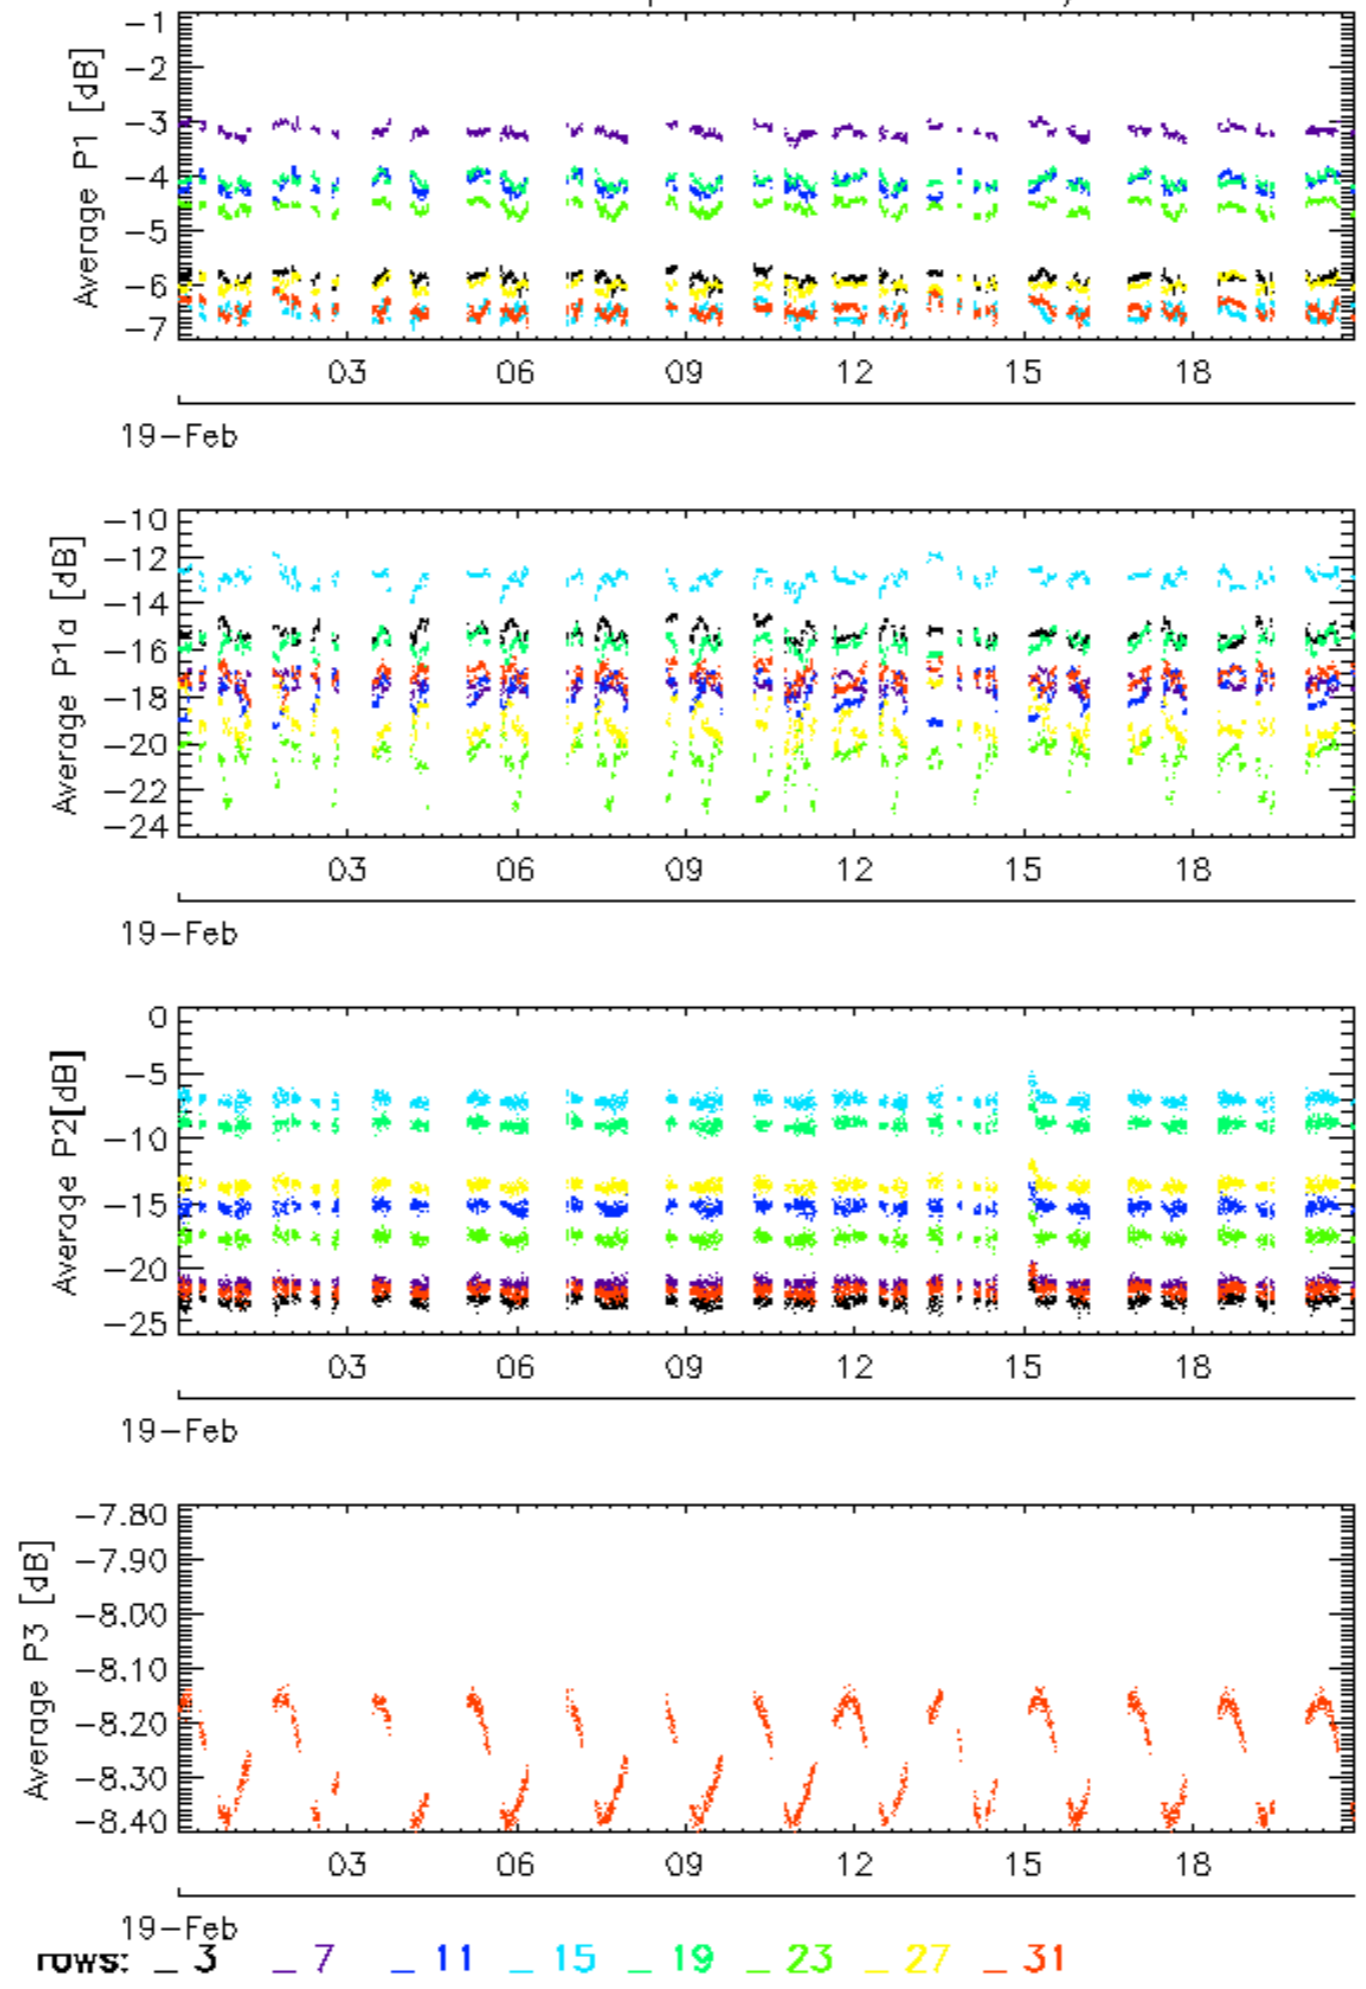 -1
-2
-3
-4
-5
-6
-7
Average P1 [dB]
03 06 09 12 15 18
19-Feb
-10
-12
-14
-16
-18
-20
-22
-24
Average P1a [dB]
03 06 09 12 15 18
19-Feb
0
-5
-10
-15
-20
-25
Average P2[dB]
03 06 09 12 15 18
19-Feb
-7.80
-7.90
-8.00
-8.10
-8.20
-8.30
-8.40
Average P3 [dB]
03 06 09 12 15 18
19-Feb
rows: _ 3 _ 7 _ 11 _ 15 _ 19 _ 23 _ 27 _ 31